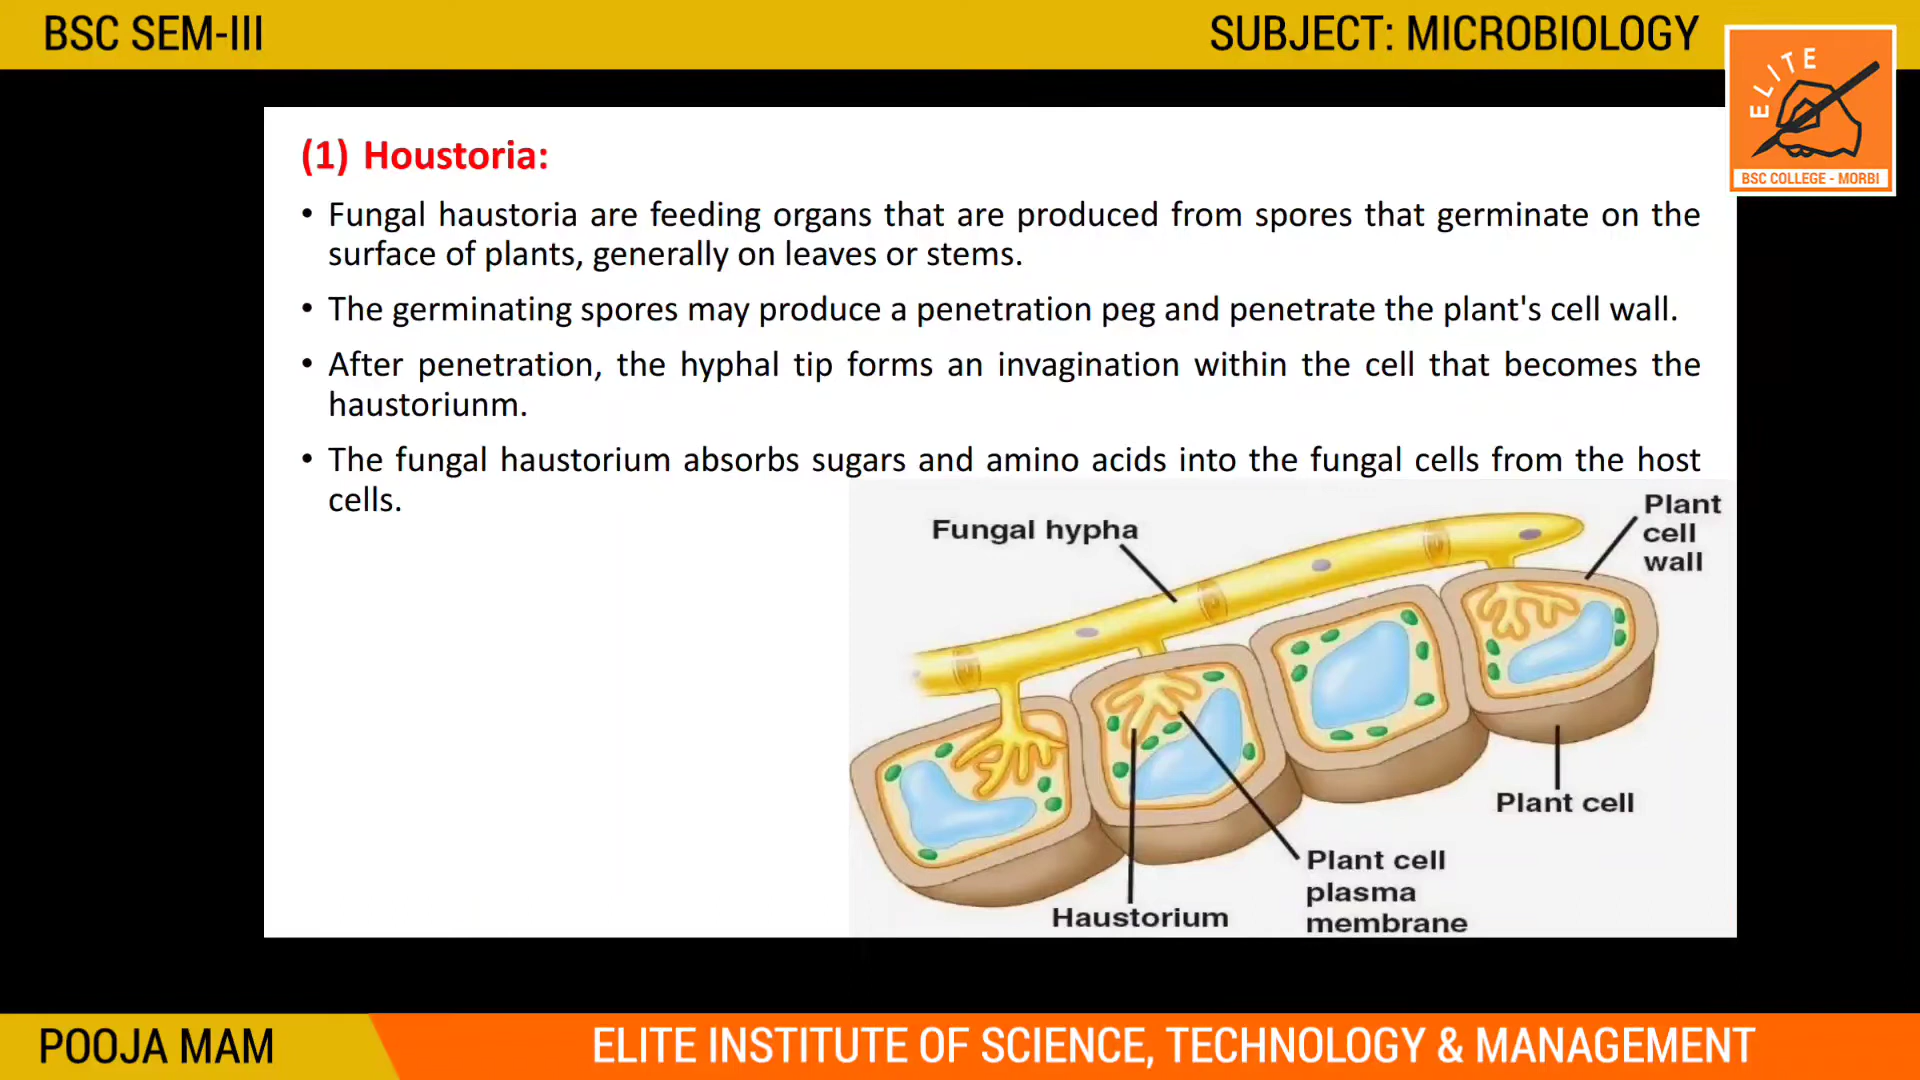 BSC SEM-III
SUBJECT: MICROBIOLOGY
ELITE
BSC COLLEGE - MORBI
(1) Houstoria:
• Fungal haustoria are feeding organs that are produced from spores that germinate on the
surface of plants, generally on leaves or stems.
• The germinating spores may produce a penetration peg and penetrate the plant's cell wall.
• After penetration, the hyphal tip forms an invagination within the cell that becomes the
haustoriunm.
• The fungal haustorium absorbs sugars and amino acids into the fungal cells from the host
cells.
Fungal hypha
Plant
cell
wall
Plant cell
Plant cell
plasma
membrane
Haustorium
POOJA MAM
ELITE INSTITUTE OF SCIENCE, TECHNOLOGY & MANAGEMENT